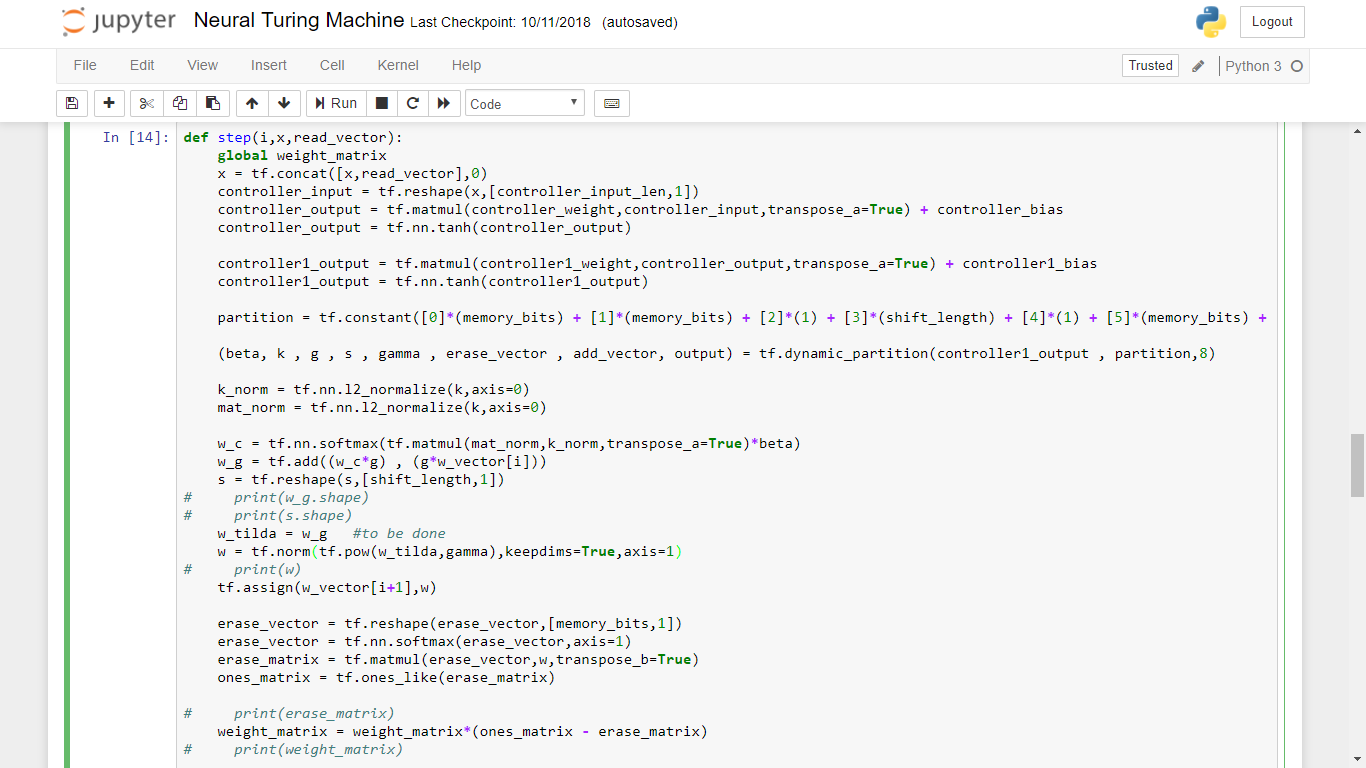 jupyter Neural Turing Machine Last Checkpoint: 10/11/2018 (autosaved) Logout
File Edit View Insert Cell Kernel Help Trusted Python 3
Run Code
In [14]: def step(i,x,read_vector):
    global weight_matrix
    x = tf.concat([x,read_vector],0)
    controller_input = tf.reshape(x,[controller_input_len,1])
    controller_output = tf.matmul(controller_weight,controller_input,transpose_a=True) + controller_bias
    controller_output = tf.nn.tanh(controller_output)
    controller1_output = tf.matmul(controller1_weight,controller_output,transpose_a=True) + controller1_bias
    controller1_output = tf.nn.tanh(controller1_output)
    partition = tf.constant([0]*(memory_bits) + [1]*(memory_bits) + [2]*(1) + [3]*(shift_length) + [4]*(1) + [5]*(memory_bits) +
    (beta, k , g , s , gamma , erase_vector , add_vector, output) = tf.dynamic_partition(controller1_output , partition,8)
    k_norm = tf.nn.l2_normalize(k,axis=0)
    mat_norm = tf.nn.l2_normalize(k,axis=0)
    w_c = tf.nn.softmax(tf.matmul(mat_norm,k_norm,transpose_a=True)*beta)
    w_g = tf.add((w_c*g) , (g*w_vector[i]))
    s = tf.reshape(s,[shift_length,1])
#     print(w_g.shape)
#     print(s.shape)
    w_tilda = w_g   #to be done
    w = tf.norm(tf.pow(w_tilda,gamma),keepdims=True,axis=1)
#     print(w)
    tf.assign(w_vector[i+1],w)
    erase_vector = tf.reshape(erase_vector,[memory_bits,1])
    erase_vector = tf.nn.softmax(erase_vector,axis=1)
    erase_matrix = tf.matmul(erase_vector,w,transpose_b=True)
    ones_matrix = tf.ones_like(erase_matrix)
#     print(erase_matrix)
    weight_matrix = weight_matrix*(ones_matrix - erase_matrix)
#     print(weight_matrix)